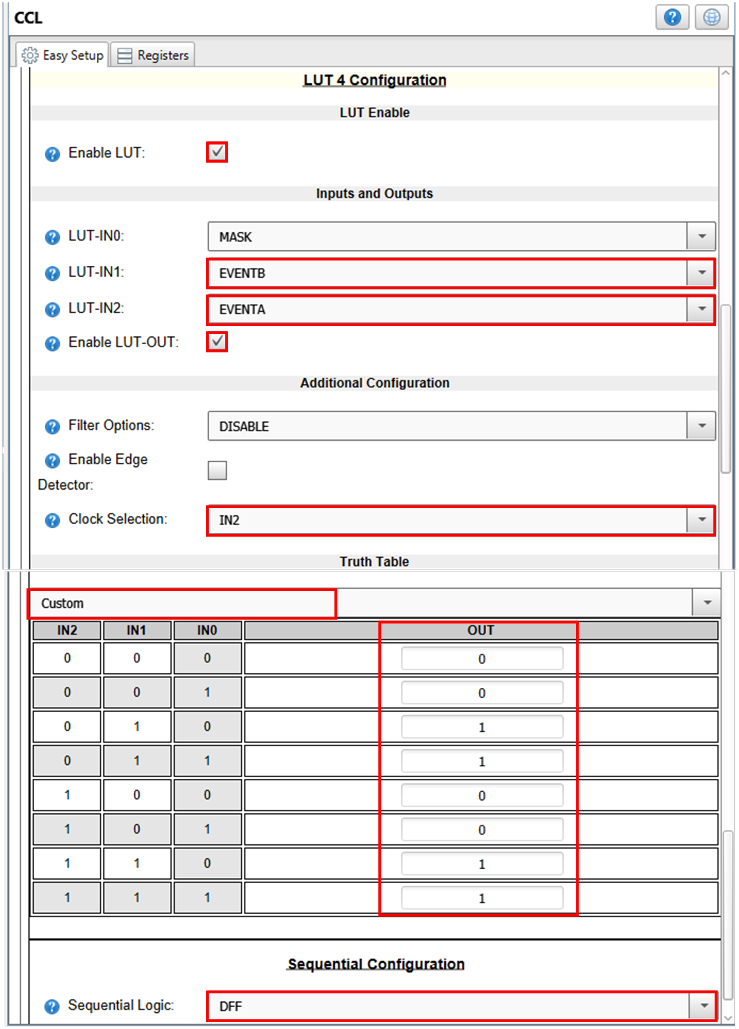 CCL
Easy Setup Registers
LUT 4 Configuration
LUT Enable
Enable LUT:
Inputs and Outputs
LUT-IN0: MASK
LUT-IN1: EVENTB
LUT-IN2: EVENTA
Enable LUT-OUT:
Additional Configuration
Filter Options: DISABLE
Enable Edge
Detector:
Clock Selection: IN2
Truth Table
Custom
IN2 IN1 IN0 OUT
0 0 0 0
0 0 1 0
0 1 0 1
0 1 1 1
1 0 0 0
1 0 1 0
1 1 0 1
1 1 1 1
Sequential Configuration
Sequential Logic: DFF